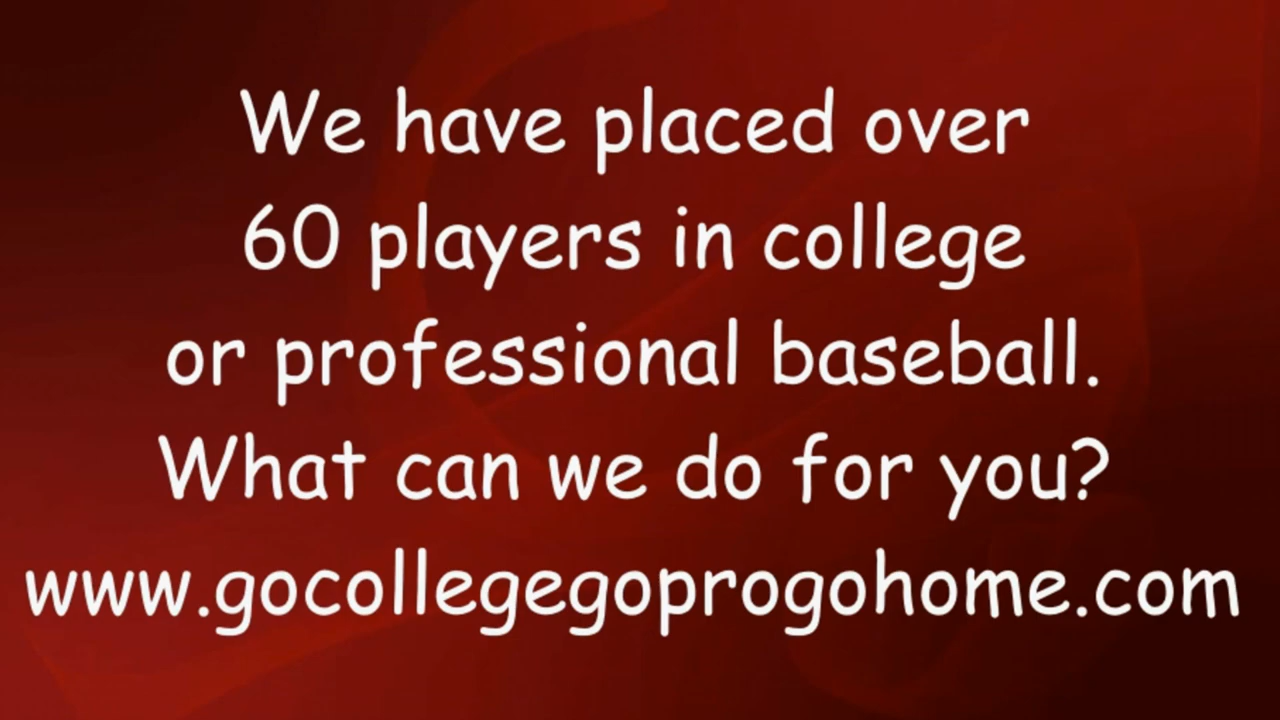 We have placed over
60 players in college
or professional baseball.
What can we do for you?
www.gocollegegoprogohome.com